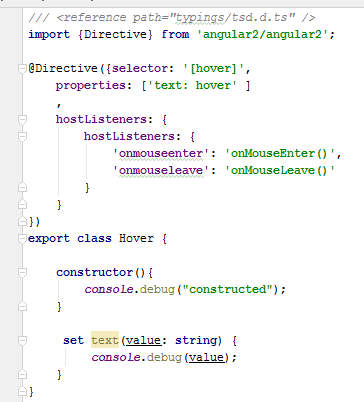 /// <reference path="typings/tsd.d.ts" />
import {Directive} from 'angular2/angular2';
@Directive({selector: '[hover]',
properties: ['text: hover' ]
,
hostListeners: {
hostListeners: {
'onmouseenter': 'onMouseEnter()',
'onmouseleave': 'onMouseLeave()'
}
}
})
export class Hover {
constructor(){
console.debug("constructed");
}
set text(value: string) {
console.debug(value);
}
}